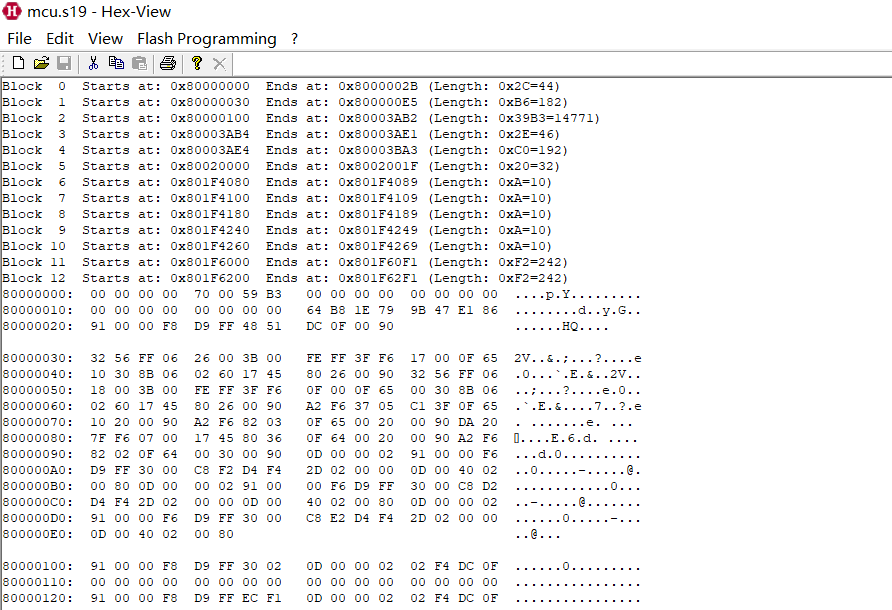 mcu.s19 - Hex-View
File Edit View Flash Programming ?
Block 0 Starts at: 0x80000000 Ends at: 0x8000002B (Length: 0x2C=44)
Block 1 Starts at: 0x80000030 Ends at: 0x800000E5 (Length: 0xB6=182)
Block 2 Starts at: 0x80000100 Ends at: 0x80003AB2 (Length: 0x39B3=14771)
Block 3 Starts at: 0x80003AB4 Ends at: 0x80003AE1 (Length: 0x2E=46)
Block 4 Starts at: 0x80003AE4 Ends at: 0x80003BA3 (Length: 0xC0=192)
Block 5 Starts at: 0x80020000 Ends at: 0x8002001F (Length: 0x20=32)
Block 6 Starts at: 0x801F4080 Ends at: 0x801F4089 (Length: 0xA=10)
Block 7 Starts at: 0x801F4100 Ends at: 0x801F4109 (Length: 0xA=10)
Block 8 Starts at: 0x801F4180 Ends at: 0x801F4189 (Length: 0xA=10)
Block 9 Starts at: 0x801F4240 Ends at: 0x801F4249 (Length: 0xA=10)
Block 10 Starts at: 0x801F4260 Ends at: 0x801F4269 (Length: 0xA=10)
Block 11 Starts at: 0x801F6000 Ends at: 0x801F60F1 (Length: 0xF2=242)
Block 12 Starts at: 0x801F6200 Ends at: 0x801F62F1 (Length: 0xF2=242)
80000000: 00 00 00 00 70 00 59 B3 00 00 00 00 00 00 00 00 ....p.Y.........
80000010: 00 00 00 00 00 00 00 00 64 B8 1E 79 9B 47 E1 86 ........d..y.G..
80000020: 91 00 00 F8 D9 FF 48 51 DC 0F 00 90 ......HQ....
80000030: 32 56 FF 06 26 00 3B 00 FE FF 3F F6 17 00 0F 65 2V..&.;...?....e
80000040: 10 30 8B 06 02 60 17 45 80 26 00 90 32 56 FF 06 .0...`.E.&..2V..
80000050: 18 00 3B 00 FE FF 3F F6 0F 00 0F 65 00 30 8B 06 ..;...?....e.0..
80000060: 02 60 17 45 80 26 00 90 A2 F6 37 05 C1 3F 0F 65 .`.E.&....7..?.e
80000070: 10 20 00 90 A2 F6 82 03 0F 65 00 20 00 90 DA 20 . .......e. ... 
80000080: 7F F6 07 00 17 45 80 36 0F 64 00 20 00 90 A2 F6 .....E.6.d. ....
80000090: 82 02 0F 64 00 30 00 90 0D 00 00 02 91 00 00 F6 ...d.0..........
800000A0: D9 FF 30 00 C8 F2 D4 F4 2D 02 00 00 0D 00 40 02 ..0.....-.....@.
800000B0: 00 80 0D 00 00 02 91 00 00 F6 D9 FF 30 00 C8 D2 ............0...
800000C0: D4 F4 2D 02 00 00 0D 00 40 02 00 80 0D 00 00 02 ..-.....@.......
800000D0: 91 00 00 F6 D9 FF 30 00 C8 E2 D4 F4 2D 02 00 00 ......0.....-...
800000E0: 0D 00 40 02 00 80 ..@...
80000100: 91 00 00 F8 D9 FF 30 02 0D 00 00 02 02 F4 DC 0F ......0.........
80000110: 00 00 00 00 00 00 00 00 00 00 00 00 00 00 00 00 ................
80000120: 91 00 00 F8 D9 FF EC F1 0D 00 00 02 02 F4 DC 0F ................